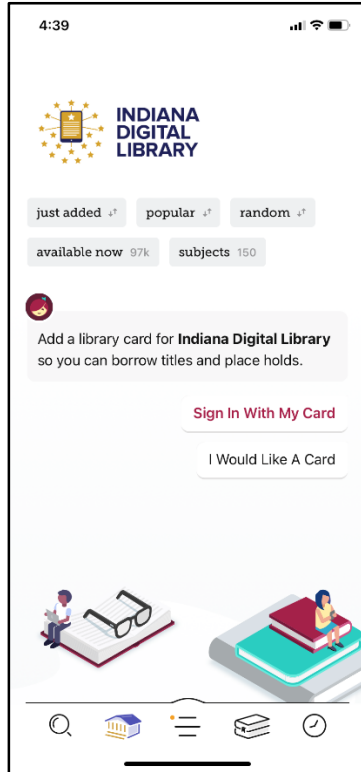 4:39
INDIANA
DIGITAL
LIBRARY
just added popular random
available now 97k subjects 150
Add a library card for Indiana Digital Library
so you can borrow titles and place holds.
Sign In With My Card
I Would Like A Card